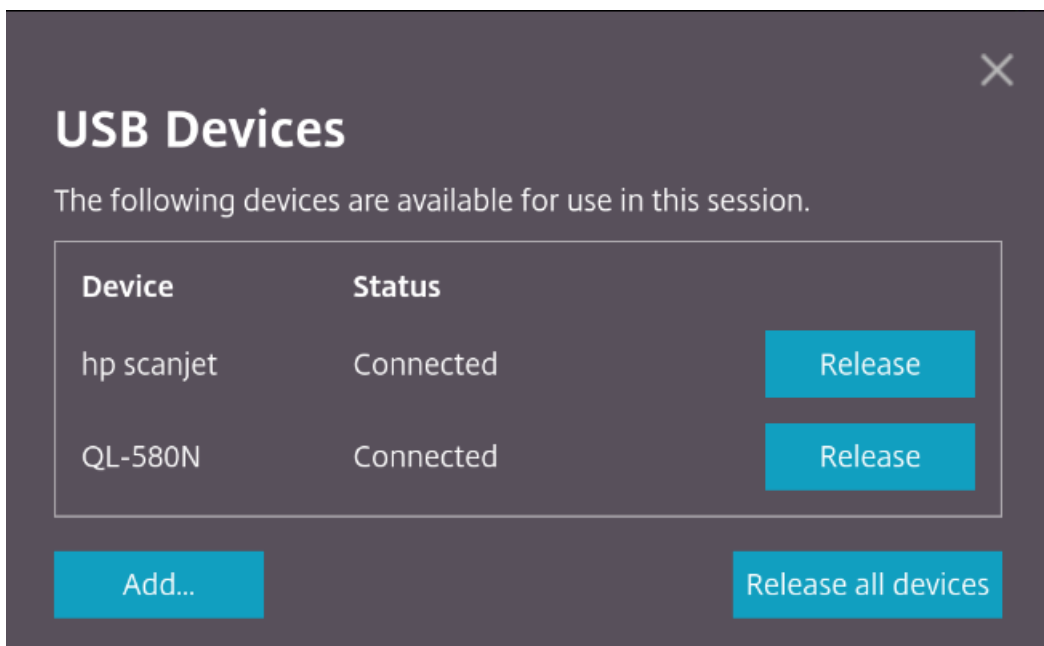 USB Devices
The following devices are available for use in this session.
Device Status
hp scanjet Connected Release
QL-580N Connected Release
Add... Release all devices